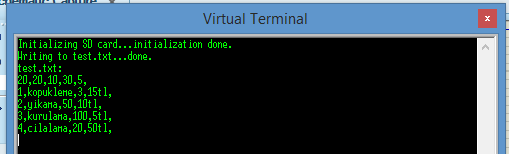 Virtual Terminal
Initializing SD card...initialization done.
Writing to test.txt...done.
test.txt:
20,20,10,30,5,
1,kopukleme,3,15tl,
2,yikama,50,10tl,
3,kurulama,100,5tl,
4,cilalama,20,50tl,